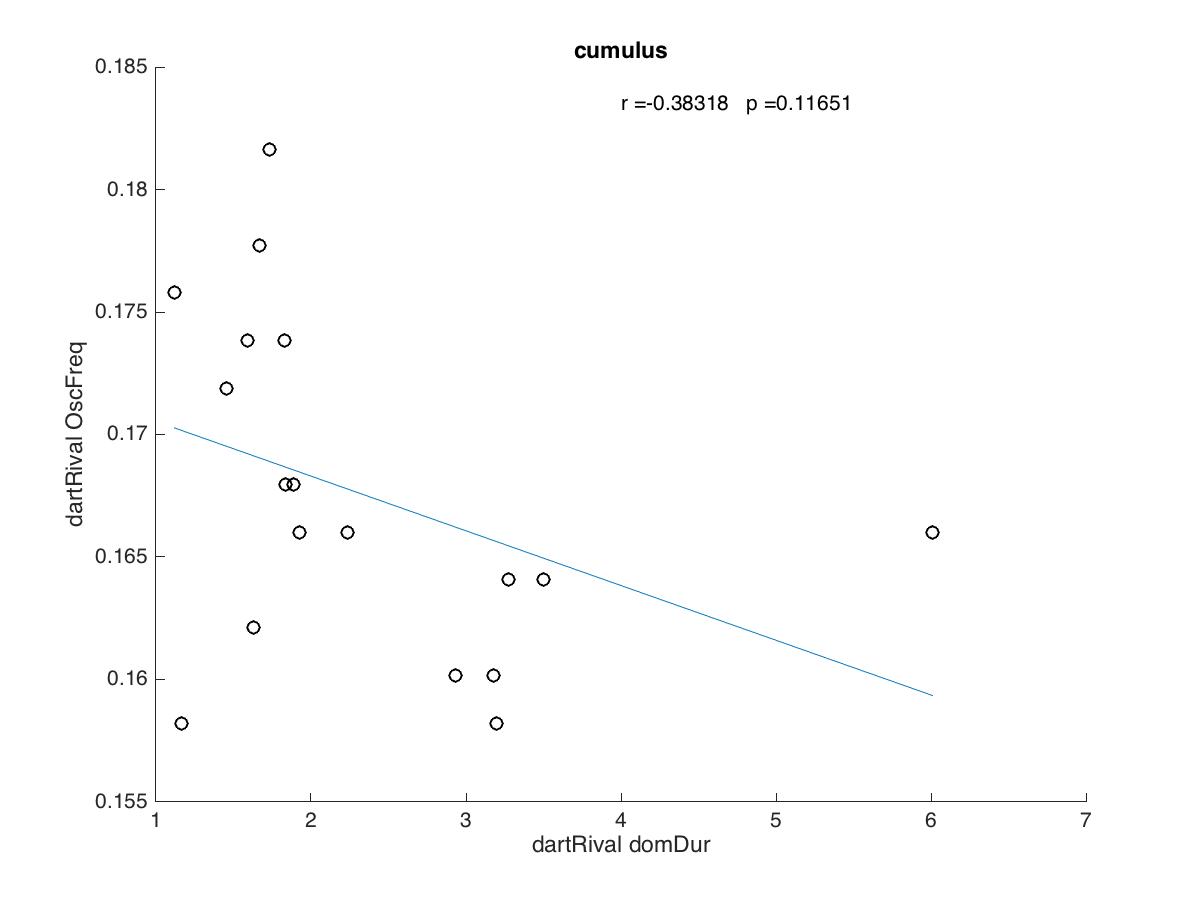 cumulus
r =-0.38318 p =0.11651
0.185
0.18
0.175
0.17
0.165
0.16
0.155
dartRival OscFreq
1 2 3 4 5 6 7
dartRival domDur